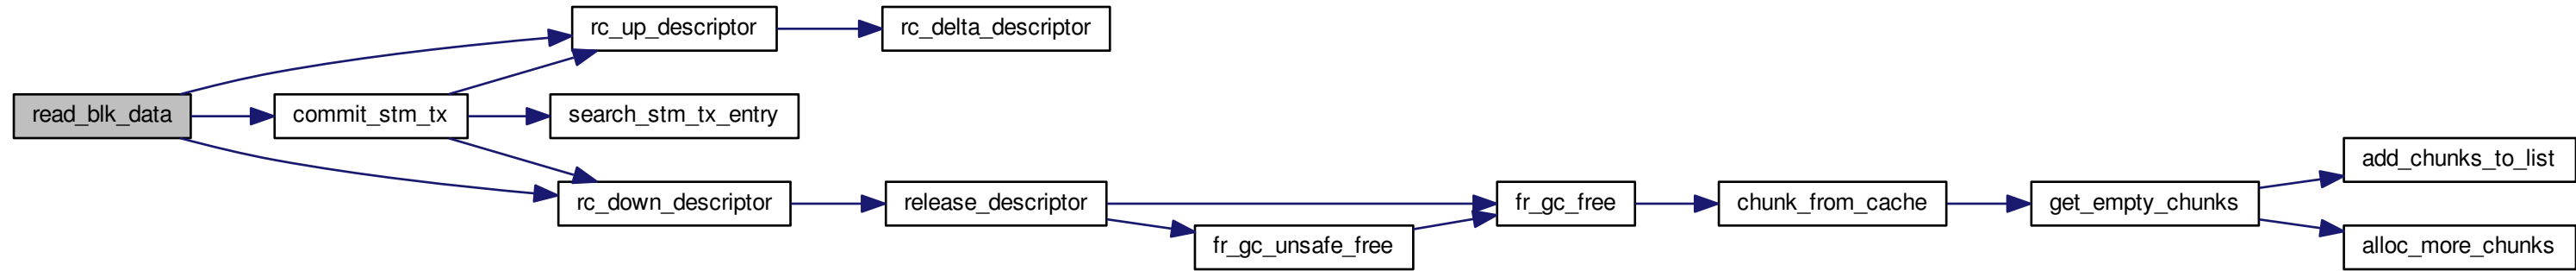 rc_up_descriptor
rc_delta_descriptor
read_blk_data
commit_stm_tx
search_stm_tx_entry
add_chunks_to_list
rc_down_descriptor
release_descriptor
fr_gc_free
chunk_from_cache
get_empty_chunks
fr_gc_unsafe_free
alloc_more_chunks